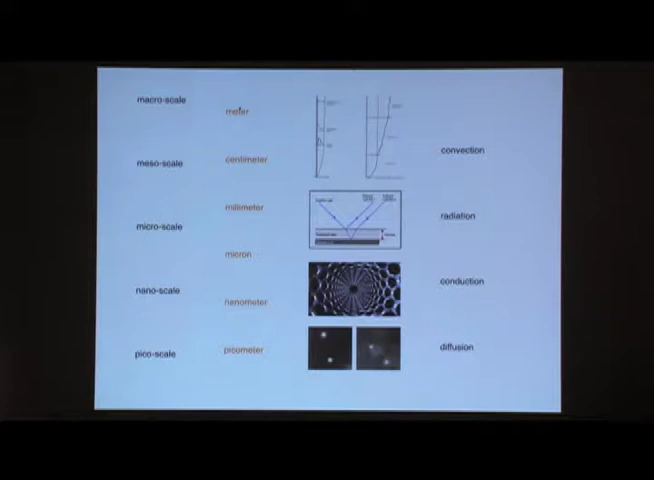 macro-scale
meter
centimeter
convection
meso-scale
millimeter
radiation
micro-scale
micron
conduction
nano-scale
nanometer
pico-scale
picometer
diffusion